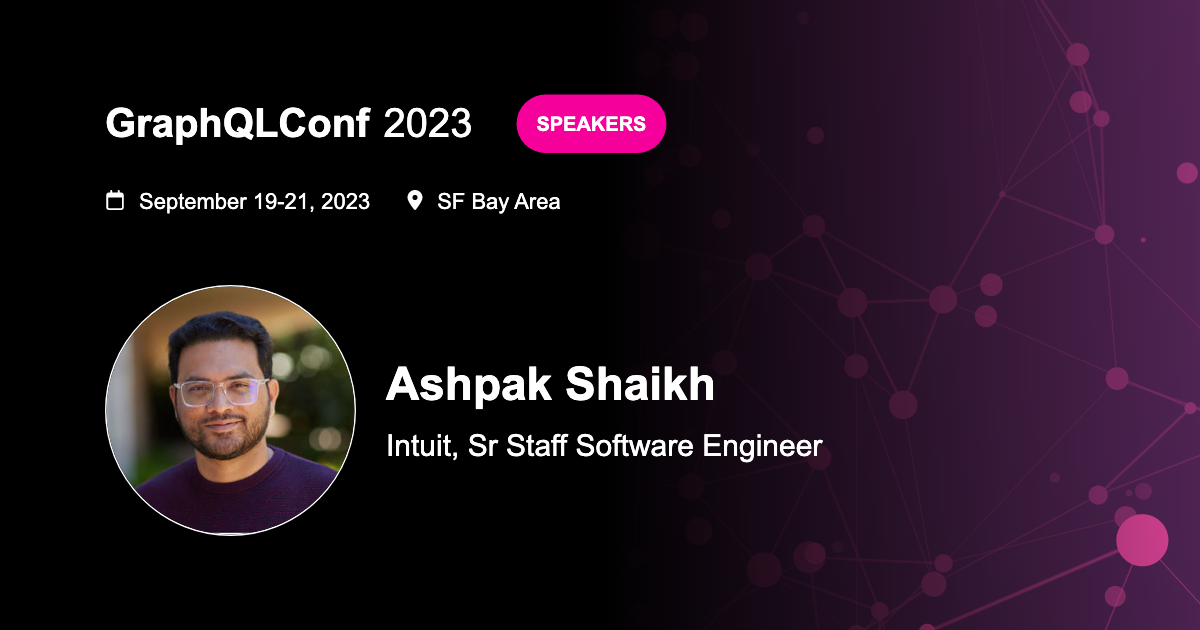 GraphQLConf 2023 SPEAKERS
September 19-21, 2023 SF Bay Area
Ashpak Shaikh
Intuit, Sr Staff Software Engineer